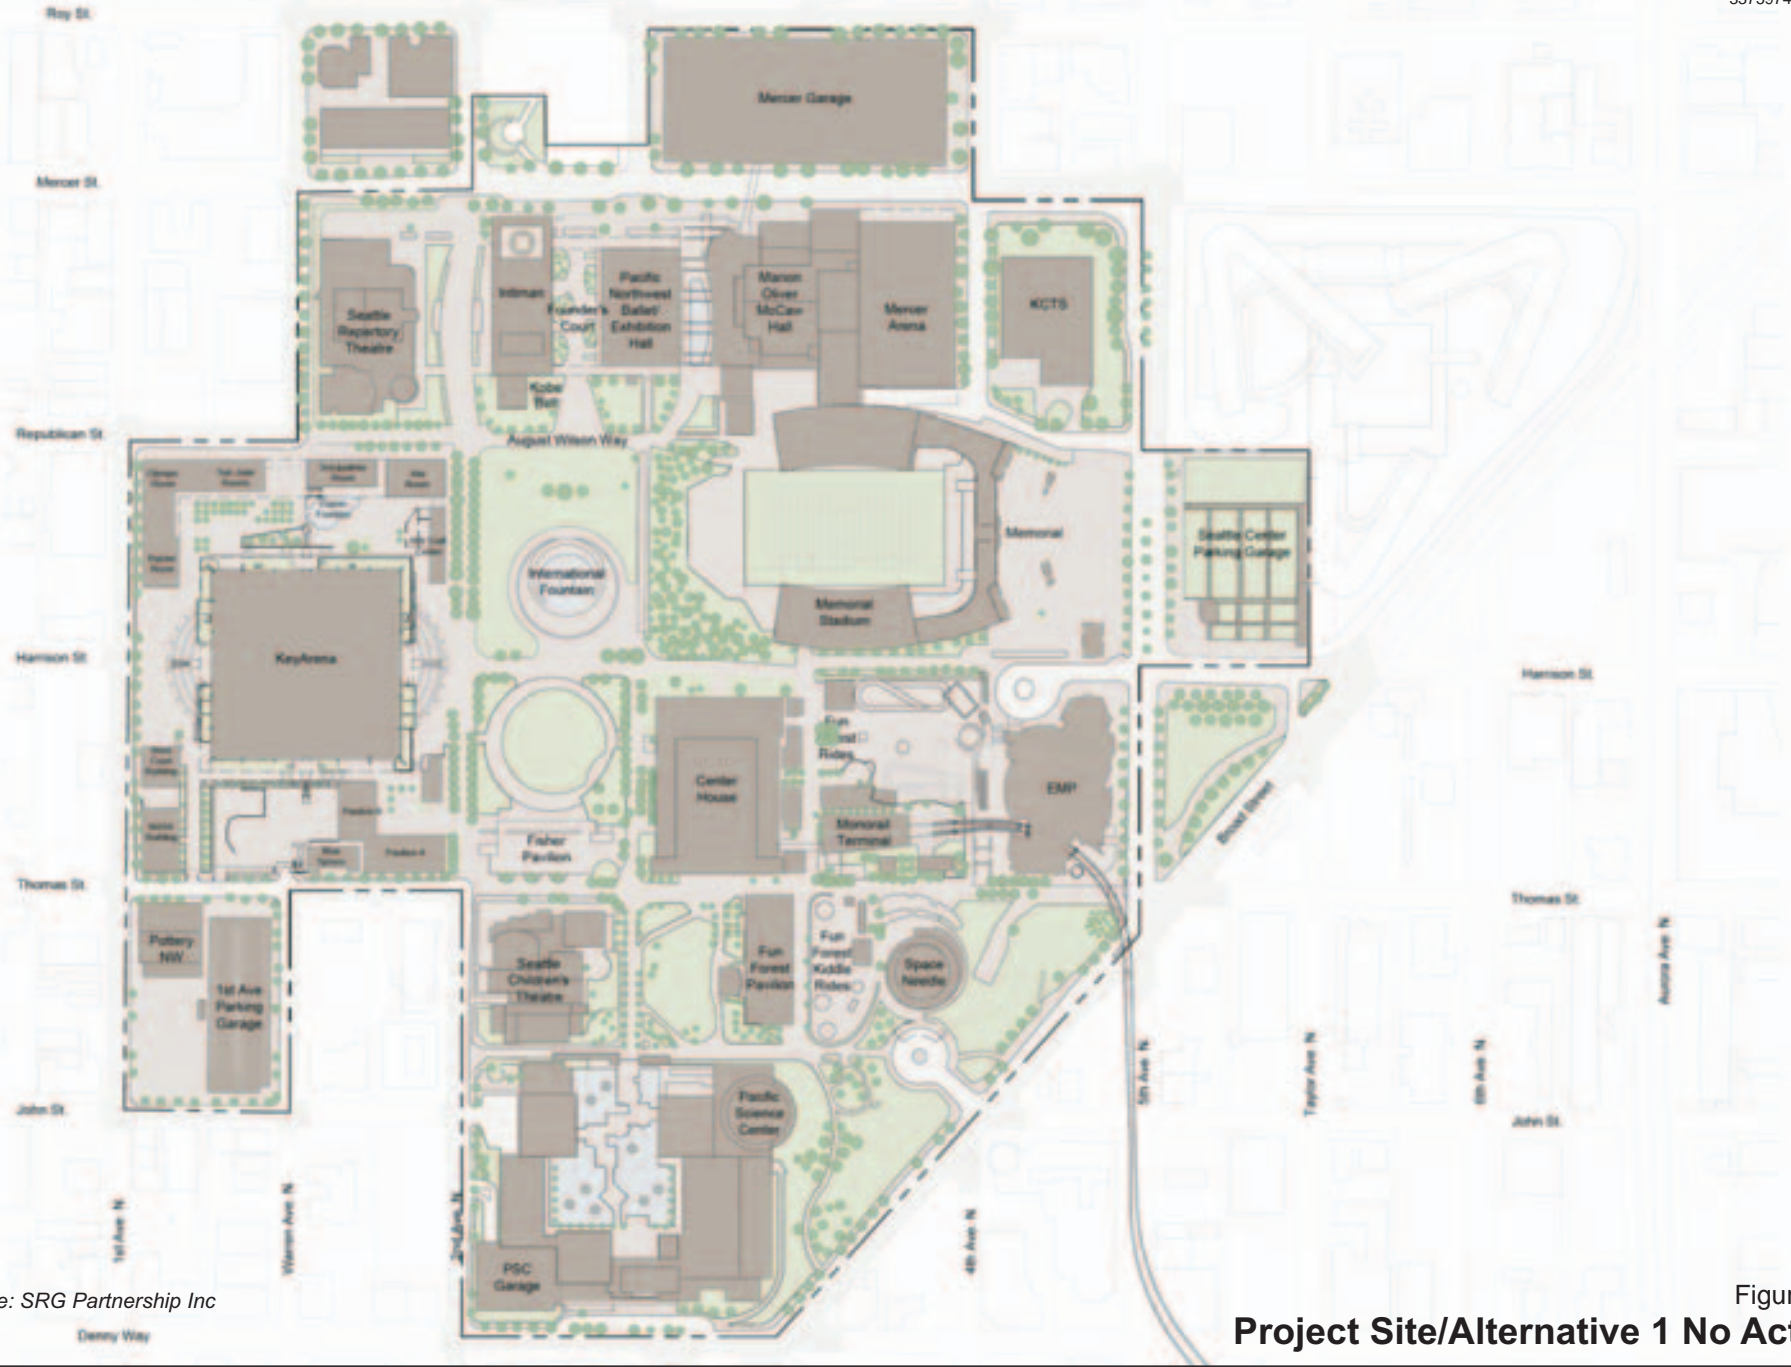 Roy St.
Mercer St.
Mercer Garage
Seattle
Repertory
Theatre
Intiman
Founder's
Court
Pacific
Northwest
Ballet/
Exhibition
Hall
Marion
Oliver
McCaw
Hall
Mercer
Arena
KCTS
Kobe
Bell
Republican St.
August Wilson Way
International
Fountain
Memorial
Memorial
Stadium
Seattle Center
Parking Garage
Harrison St.
KeyArena
Harrison St.
Fun
Rides
Center
House
EMP
Broad Street
Fisher
Pavilion
Monorail
Terminal
Thomas St.
Thomas St.
Pottery
NW
1st Ave
Parking
Garage
Seattle
Children's
Theatre
Fun
Forest
Pavilion
Fun
Forest
Kiddie
Rides
Space
Needle
Aurora Ave N
5th Ave N
Taylor Ave N
6th Ave N
John St.
John St.
Pacific
Science
Center
1st Ave N
Warren Ave N
2nd Ave N
4th Ave N
PSC
Garage
e: SRG Partnership Inc
Denny Way
Figur
Project Site/Alternative 1 No Act